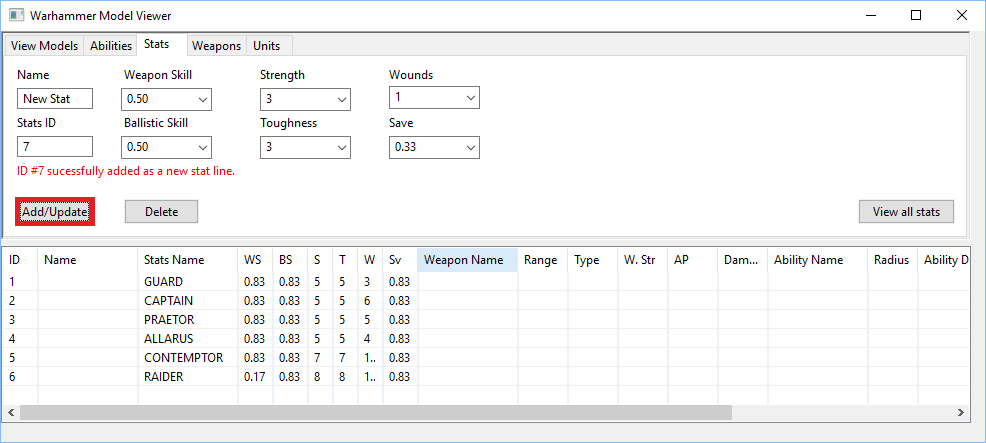 Warhammer Model Viewer
View Models Abilities Stats Weapons Units
Name Weapon Skill Strength Wounds
New Stat 0.50 3 1
Stats ID Ballistic Skill Toughness Save
7 0.50 3 0.33
ID #7 sucessfully added as a new stat line.
Add/Update Delete View all stats
ID Name Stats Name WS BS S T W Sv Weapon Name Range Type W. Str AP Dam... Ability Name Radius Ability D
1 GUARD 0.83 0.83 5 5 3 0.83
2 CAPTAIN 0.83 0.83 5 5 6 0.83
3 PRAETOR 0.83 0.83 5 5 5 0.83
4 ALLARUS 0.83 0.83 5 5 4 0.83
5 CONTEMPTOR 0.83 0.83 7 7 1.. 0.83
6 RAIDER 0.17 0.83 8 8 1.. 0.83